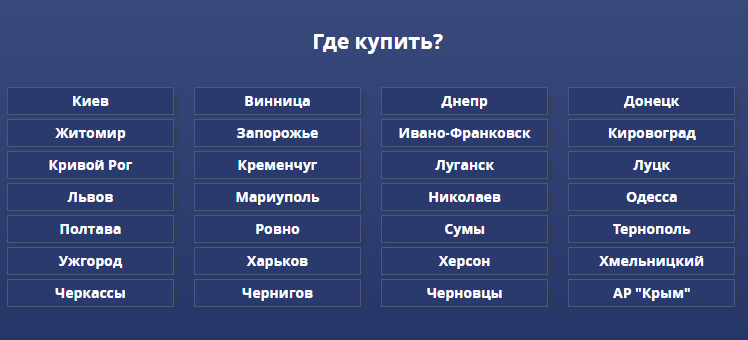 Где купить?
Киев Винница Днепр Донецк
Житомир Запорожье Ивано-Франковск Кировоград
Кривой Рог Кременчуг Луганск Луцк
Львов Мариуполь Николаев Одесса
Полтава Ровно Сумы Тернополь
Ужгород Харьков Херсон Хмельницкий
Черкассы Чернигов Черновцы АР "Крым"